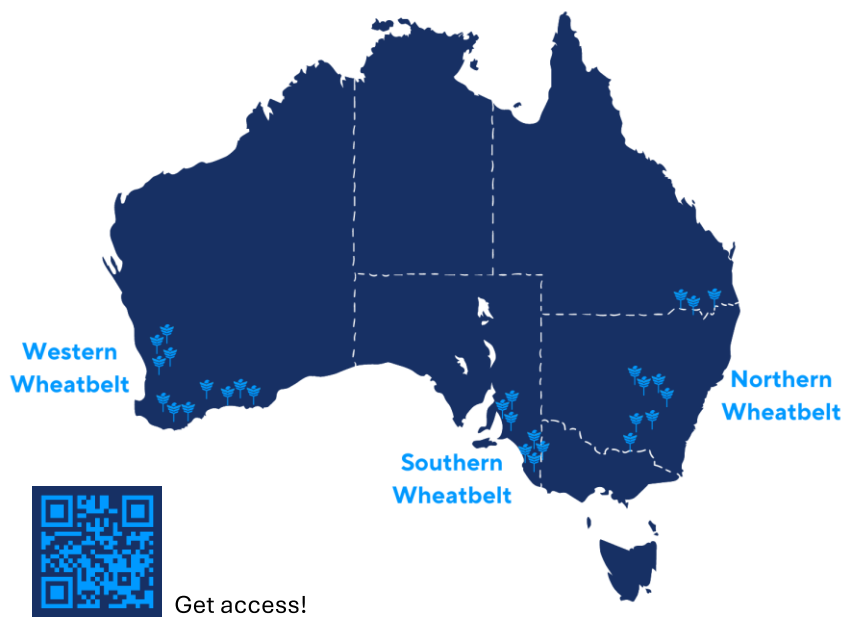 Western
Wheatbelt
Northern
Wheatbelt
Southern
Wheatbelt
Get access!